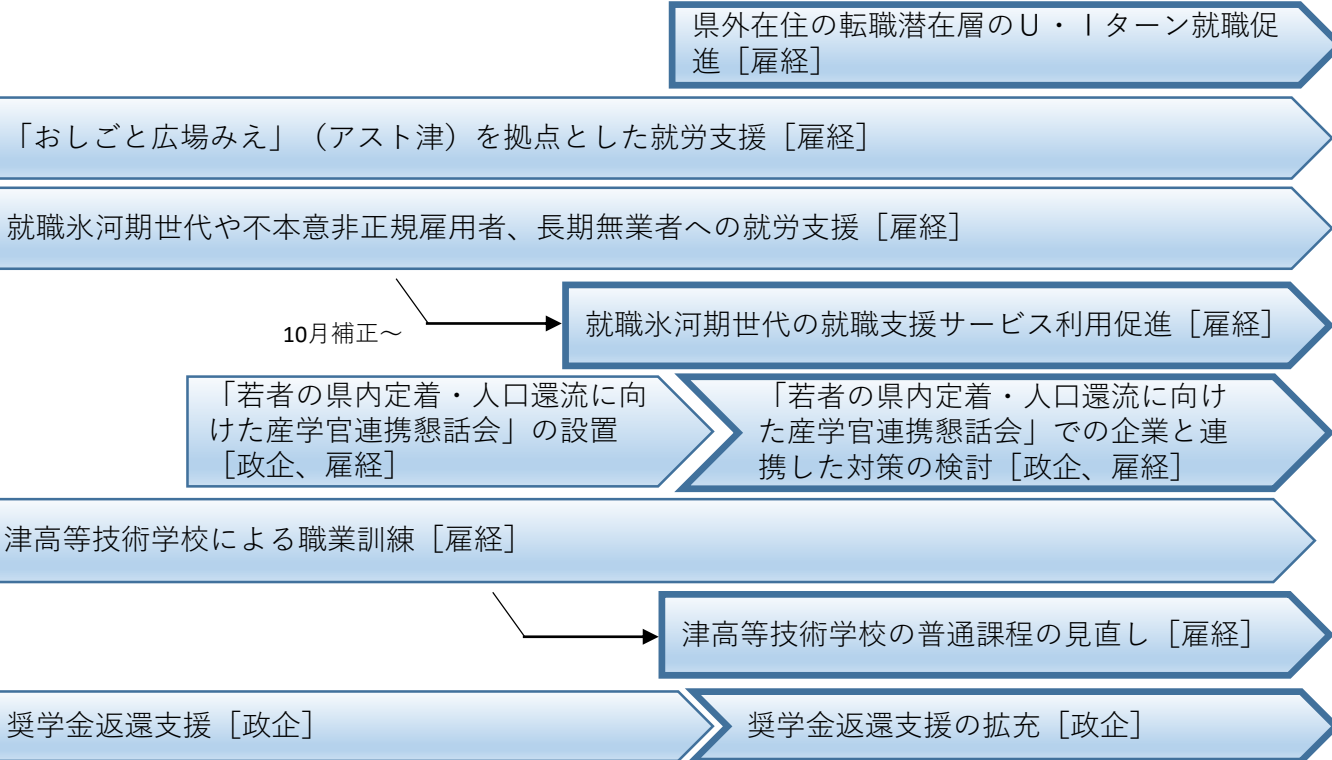 県外在住の転職潜在層のU・Iターン就職促
進［雇経］
「おしごと広場みえ」（アスト津）を拠点とした就労支援［雇経］
就職氷河期世代や不本意非正規雇用者、長期無業者への就労支援［雇経］
10月補正～
就職氷河期世代の就職支援サービス利用促進［雇経］
「若者の県内定着・人口還流に向
けた産学官連携懇話会」の設置
［政企、雇経］
「若者の県内定着・人口還流に向け
た産学官連携懇話会」での企業と連
携した対策の検討［政企、雇経］
津高等技術学校による職業訓練［雇経］
津高等技術学校の普通課程の見直し［雇経］
奨学金返還支援［政企］
奨学金返還支援の拡充［政企］